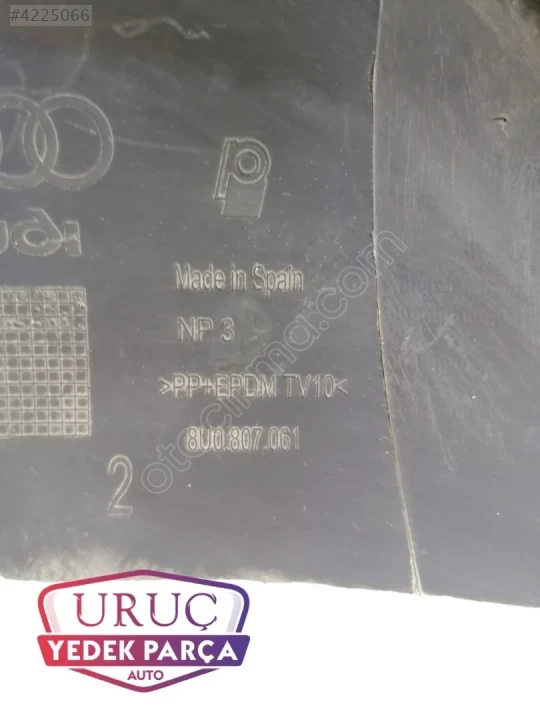 #4225066
Audi
Made in Spain
NP 3
>PP+EPDM TV10<
8U0.807.061
2
otoclima.com
URUÇ
YEDEK PARÇA
AUTO